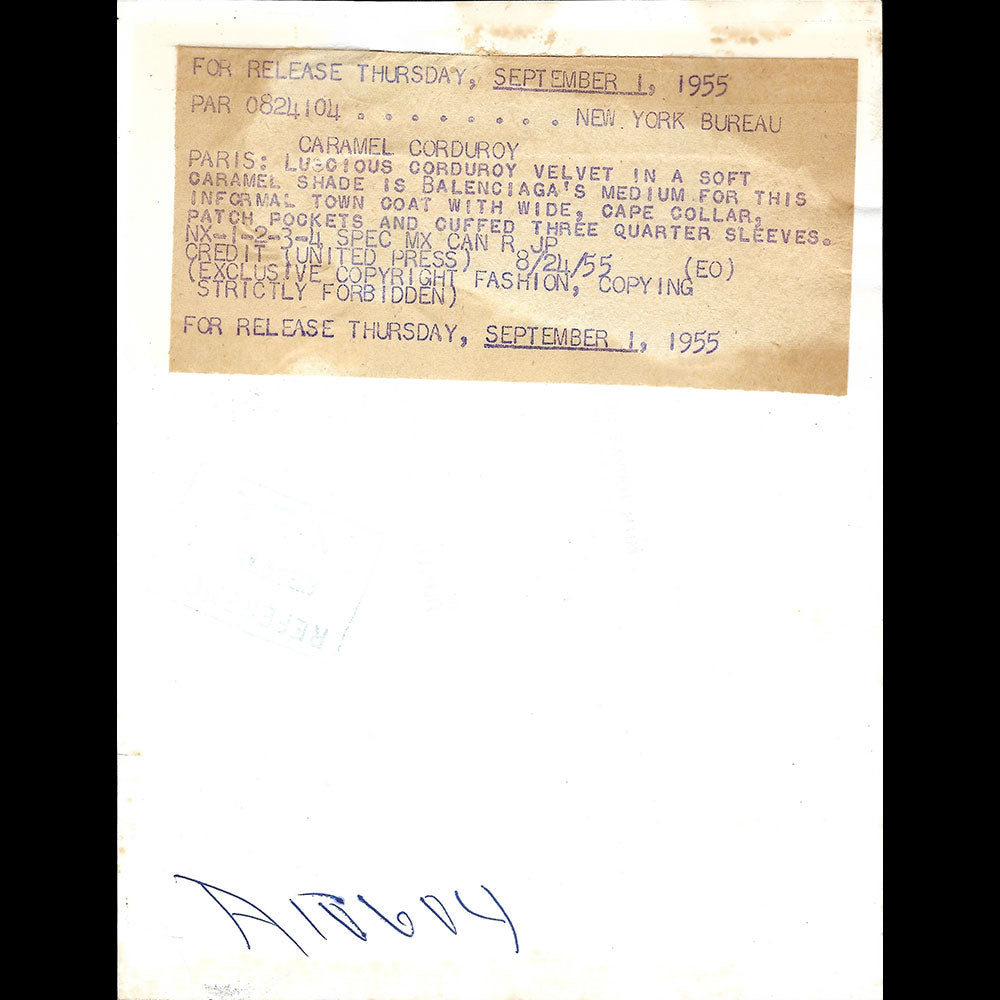 FOR RELEASE THURSDAY, SEPTEMBER 1, 1955
PAR 0824104 . . . . . . . . . NEW YORK BUREAU
CARAMEL CORDUROY
PARIS: LUSCIOUS CORDUROY VELVET IN A SOFT
CARAMEL SHADE IS BALENCIAGA'S MEDIUM FOR THIS
INFORMAL TOWN COAT WITH WIDE, CAPE COLLAR,
PATCH POCKETS AND CUFFED THREE QUARTER SLEEVES.
NX-1-2-3-4 SPEC MX CAN R JP
CREDIT (UNITED PRESS) 8/24/55 (EO)
(EXCLUSIVE COPYRIGHT FASHION, COPYING
STRICTLY FORBIDDEN)
FOR RELEASE THURSDAY, SEPTEMBER 1, 1955